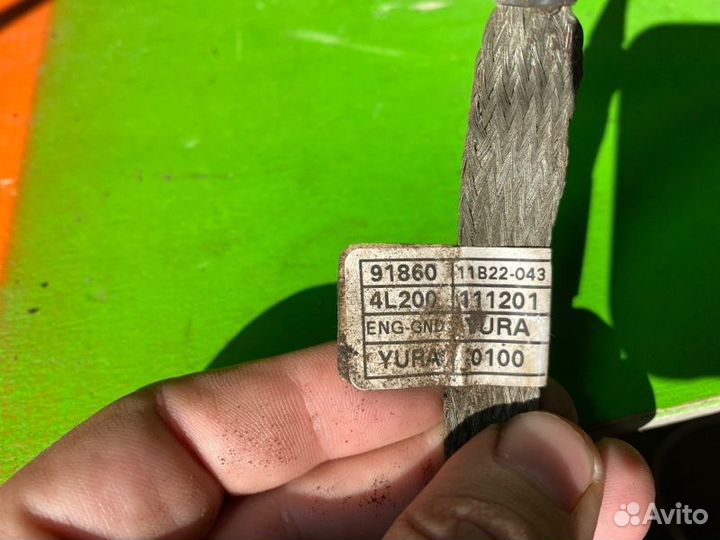 91860 11B22-043
4L200 111201
ENG-GND YURA
YURA 0100
Avito